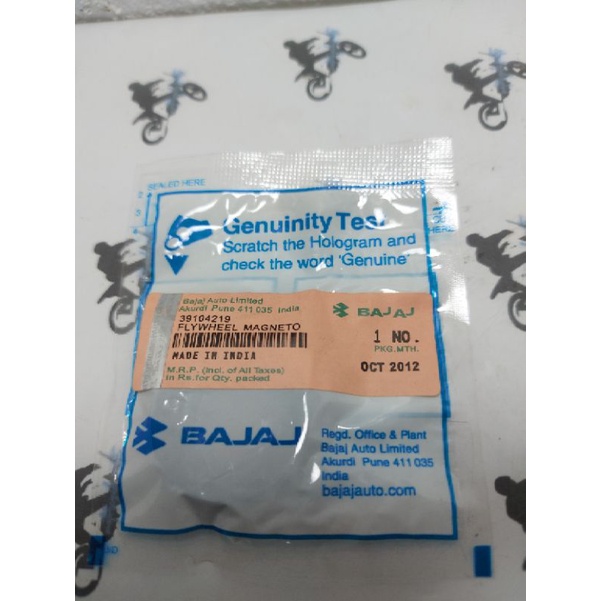 SEALED HERE
Genuinity Test
Scratch the Hologram and
check the word 'Genuine'
Bajaj Auto Limited
Akurdi Pune 411 035 India
39104219
FLYWHEEL MAGNETO
MADE IN INDIA
M.R.P. (Incl. of All Taxes)
In Rs.for Qty. packed
BAJAJ
1 NO.
PKG.MTH.
OCT 2012
BAJAJ
Regd. Office & Plant
Bajaj Auto Limited
Akurdi Pune 411 035
India
bajajauto.com